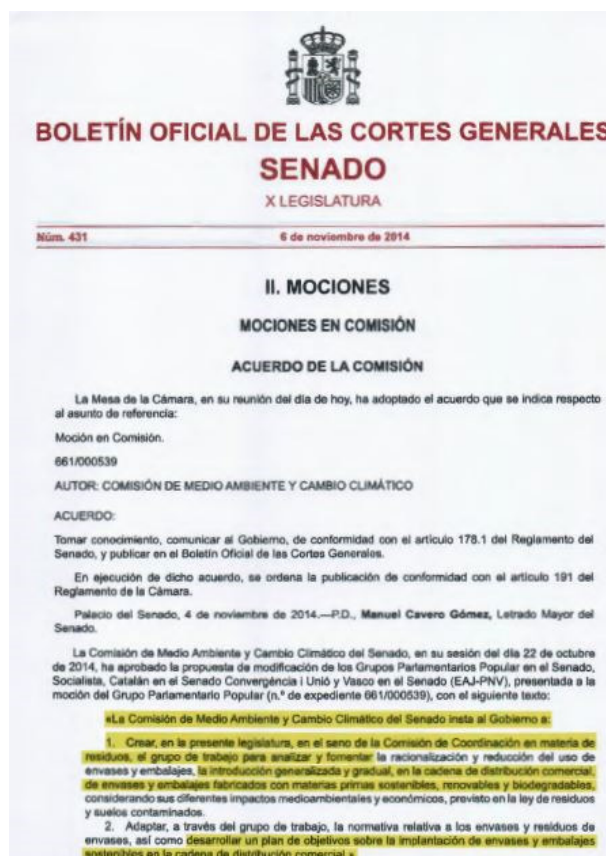 BOLETÍN OFICIAL DE LAS CORTES GENERALES
SENADO
X LEGISLATURA
Núm. 431 6 de noviembre de 2014
II. MOCIONES
MOCIONES EN COMISIÓN
ACUERDO DE LA COMISIÓN
La Mesa de la Cámara, en su reunión del día de hoy, ha adoptado el acuerdo que se indica respecto
al asunto de referencia:
Moción en Comisión.
661/000539
AUTOR: COMISIÓN DE MEDIO AMBIENTE Y CAMBIO CLIMÁTICO
ACUERDO:
Tomar conocimiento, comunicar al Gobierno, de conformidad con el artículo 178.1 del Reglamento del
Senado, y publicar en el Boletín Oficial de las Cortes Generales.
En ejecución de dicho acuerdo, se ordena la publicación de conformidad con el artículo 191 del
Reglamento de la Cámara.
Palacio del Senado, 4 de noviembre de 2014.—P.D., Manuel Cavero Gómez, Letrado Mayor del
Senado.
La Comisión de Medio Ambiente y Cambio Climático del Senado, en su sesión del día 22 de octubre
de 2014, ha aprobado la propuesta de modificación de los Grupos Parlamentarios Popular en el Senado,
Socialista, Catalán en el Senado Convergència i Unió y Vasco en el Senado (EAJ-PNV), presentada a la
moción del Grupo Parlamentario Popular (n.º de expediente 661/000539), con el siguiente texto:
«La Comisión de Medio Ambiente y Cambio Climático del Senado insta al Gobierno a:
1. Crear, en la presente legislatura, en el seno de la Comisión de Coordinación en materia de
residuos, el grupo de trabajo para analizar y fomentar la racionalización y reducción del uso de
envases y embalajes, la introducción generalizada y gradual, en la cadena de distribución comercial,
de envases y embalajes fabricados con materias primas sostenibles, renovables y biodegradables,
considerando sus diferentes impactos medioambientales y económicos, previsto en la ley de residuos
y suelos contaminados.
2. Adaptar, a través del grupo de trabajo, la normativa relativa a los envases y residuos de
envases, así como desarrollar un plan de objetivos sobre la implantación de envases y embalajes
sostenibles en la cadena de distribución comercial.»